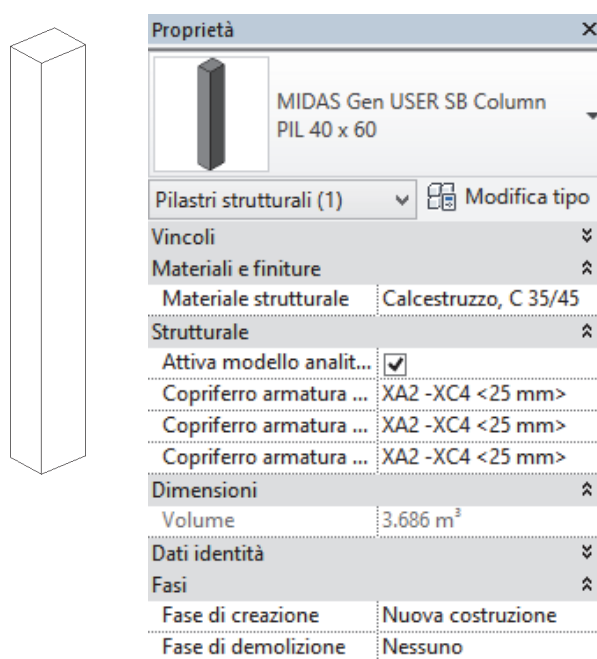 Proprietà
MIDAS Gen USER SB Column
PIL 40 x 60
Pilastri strutturali (1)
Modifica tipo
Vincoli
Materiali e finiture
Materiale strutturale Calcestruzzo, C 35/45
Strutturale
Attiva modello analit...
Copriferro armatura ... XA2 -XC4 <25 mm>
Copriferro armatura ... XA2 -XC4 <25 mm>
Copriferro armatura ... XA2 -XC4 <25 mm>
Dimensioni
Volume 3.686 m³
Dati identità
Fasi
Fase di creazione Nuova costruzione
Fase di demolizione Nessuno